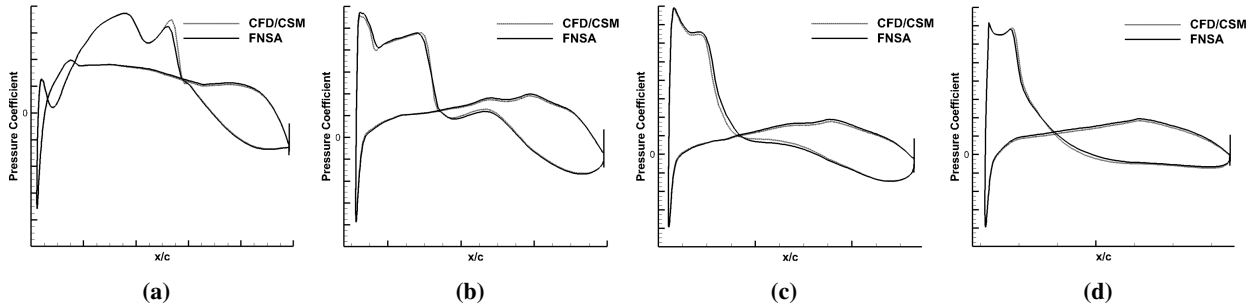 CFD/CSM
FNSA
Pressure Coefficient
0
x/c
(a)
CFD/CSM
FNSA
Pressure Coefficient
0
x/c
(b)
CFD/CSM
FNSA
Pressure Coefficient
0
x/c
(c)
CFD/CSM
FNSA
Pressure Coefficient
0
x/c
(d)